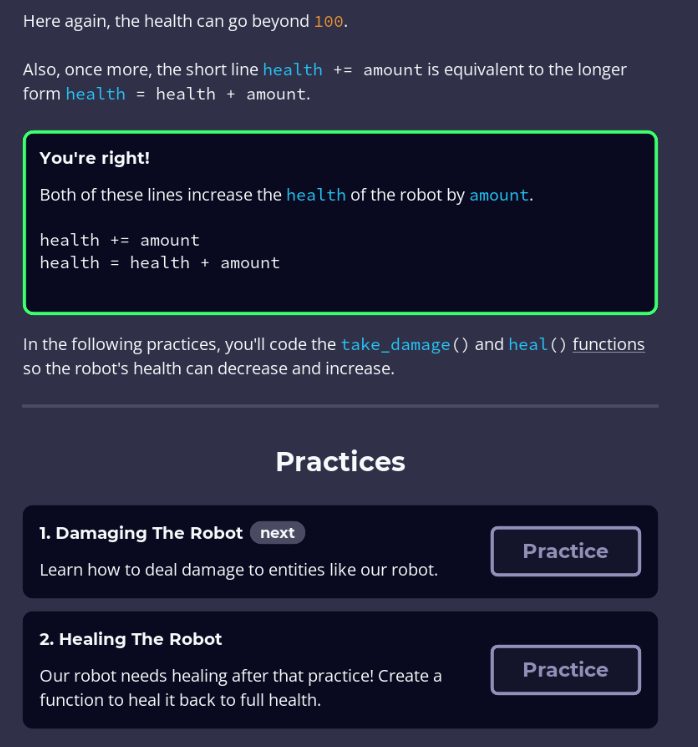 Here again, the health can go beyond 100.
Also, once more, the short line health += amount is equivalent to the longer
form health = health + amount.
You're right!
Both of these lines increase the health of the robot by amount.
health += amount
health = health + amount
In the following practices, you'll code the take_damage() and heal() functions
so the robot's health can decrease and increase.
Practices
1. Damaging The Robot next
Practice
Learn how to deal damage to entities like our robot.
2. Healing The Robot
Practice
Our robot needs healing after that practice! Create a
function to heal it back to full health.